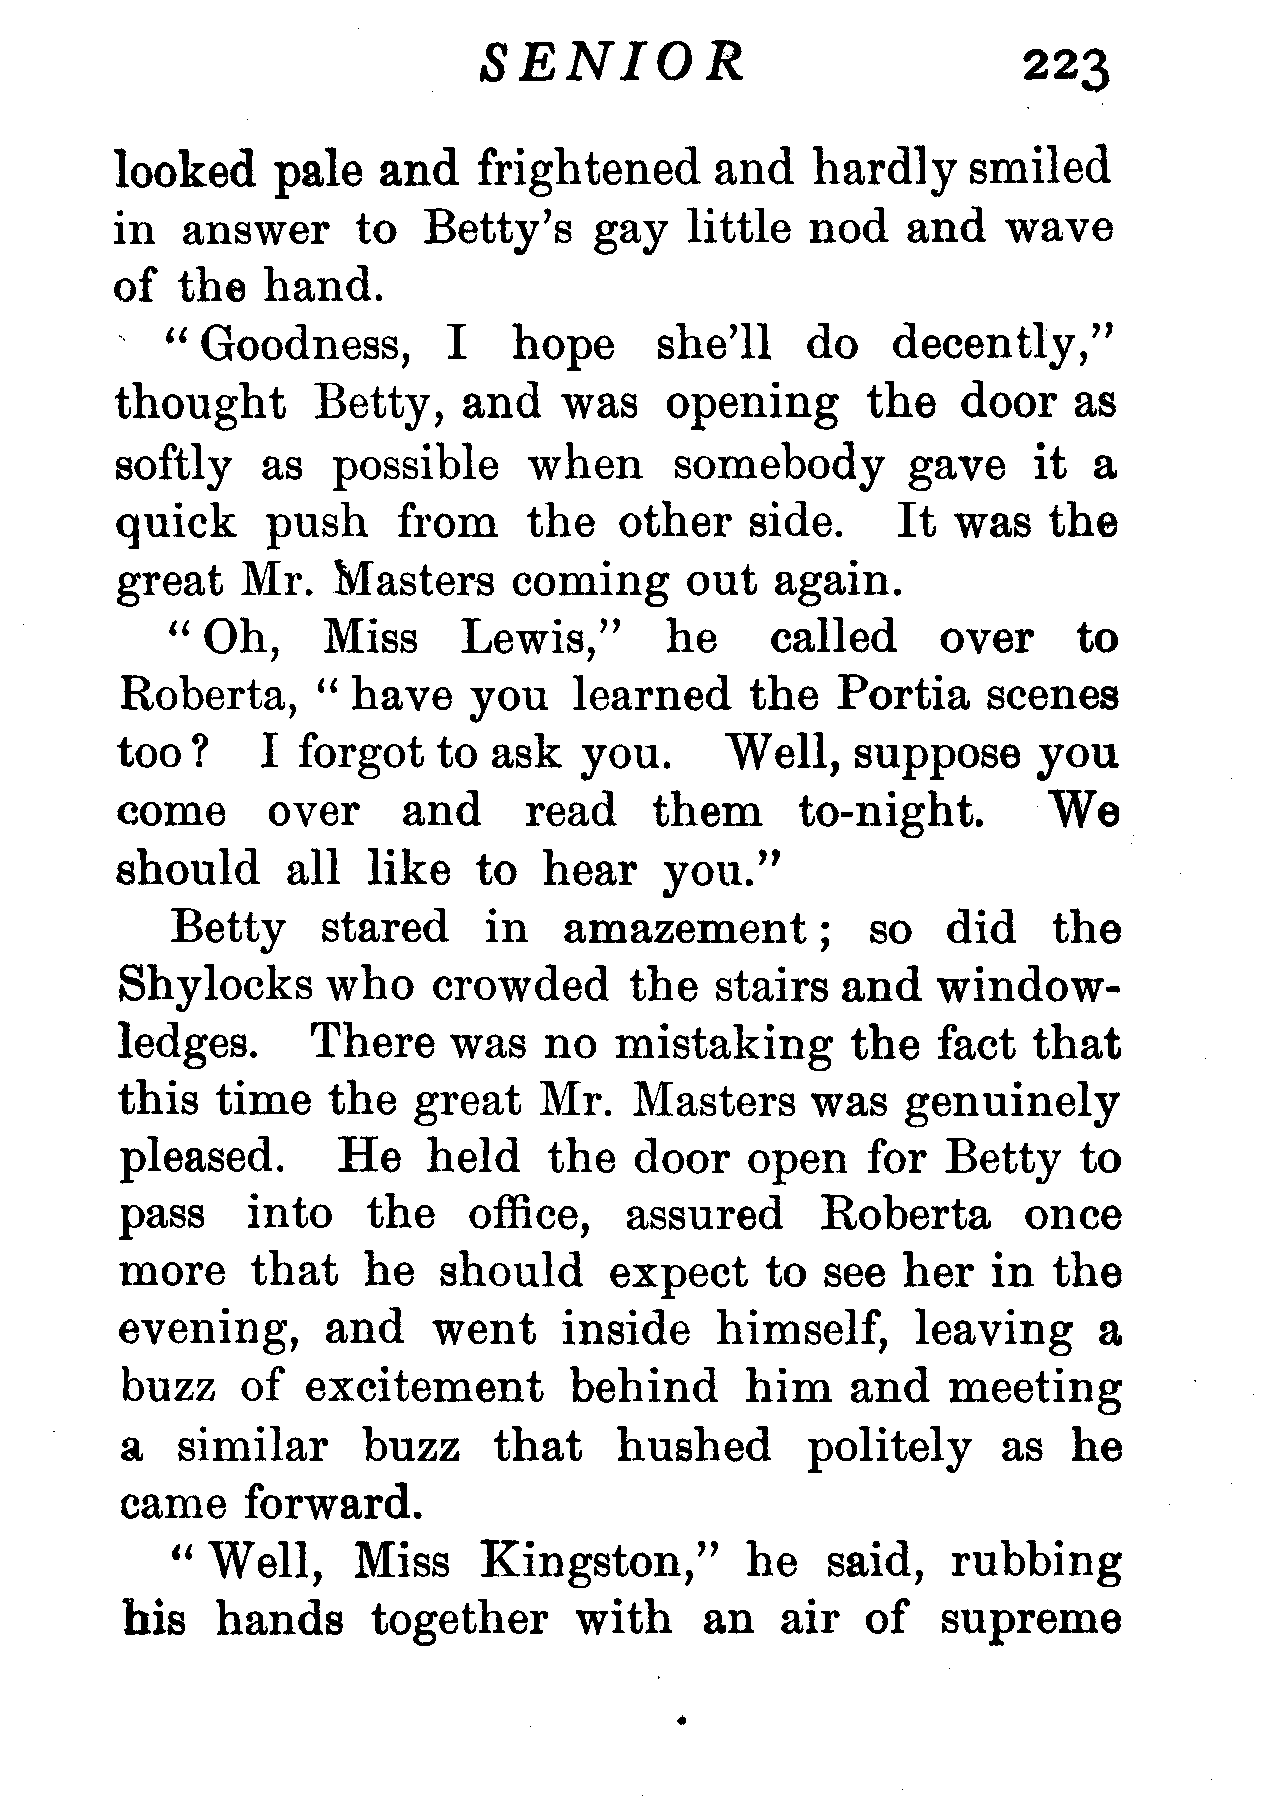 SENIOR 223
looked pale and frightened and hardly smiled
in answer to Betty's gay little nod and wave
of the hand.
"Goodness, I hope she'll do decently,"
thought Betty, and was opening the door as
softly as possible when somebody gave it a
quick push from the other side. It was the
great Mr. Masters coming out again.
"Oh, Miss Lewis," he called over to
Roberta, "have you learned the Portia scenes
too? I forgot to ask you. Well, suppose you
come over and read them to-night. We
should all like to hear you."
Betty stared in amazement; so did the
Shylocks who crowded the stairs and window-
ledges. There was no mistaking the fact that
this time the great Mr. Masters was genuinely
pleased. He held the door open for Betty to
pass into the office, assured Roberta once
more that he should expect to see her in the
evening, and went inside himself, leaving a
buzz of excitement behind him and meeting
a similar buzz that hushed politely as he
came forward.
"Well, Miss Kingston," he said, rubbing
his hands together with an air of supreme